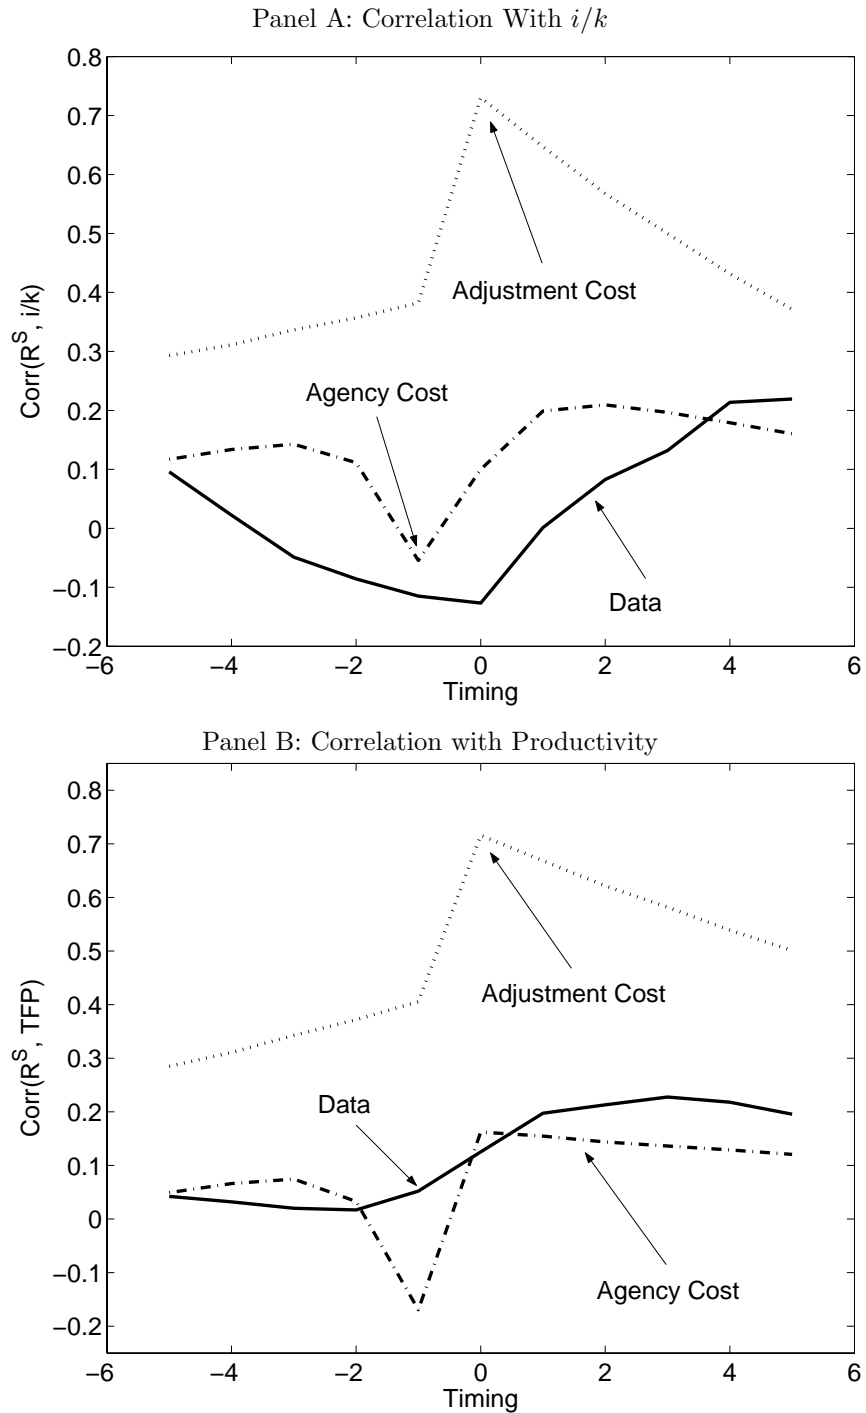 Panel A: Correlation With i/k
0.8
0.7
0.6
0.5
0.4
0.3
0.2
0.1
0
−0.1
−0.2
Corr(R^S, i/k)
Adjustment Cost
Agency Cost
Data
−6 −4 −2 0 2 4 6
Timing
Panel B: Correlation with Productivity
0.8
0.7
0.6
0.5
0.4
0.3
0.2
0.1
0
−0.1
−0.2
Corr(R^S, TFP)
Adjustment Cost
Data
Agency Cost
−6 −4 −2 0 2 4 6
Timing